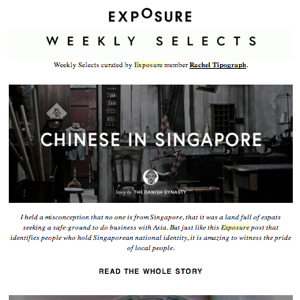 EXPOSURE
WEEKLY SELECTS
Weekly Selects curated by Exposure member Rachel Tipograph.
CHINESE IN SINGAPORE
Story by THE DANISH DYNASTY
I held a misconception that no one is from Singapore, that it was a land full of expats
seeking a safe-ground to do business with Asia. But just like this Exposure post that
identifies people who hold Singaporean national identity, it is amazing to witness the pride
of local people.
READ THE WHOLE STORY